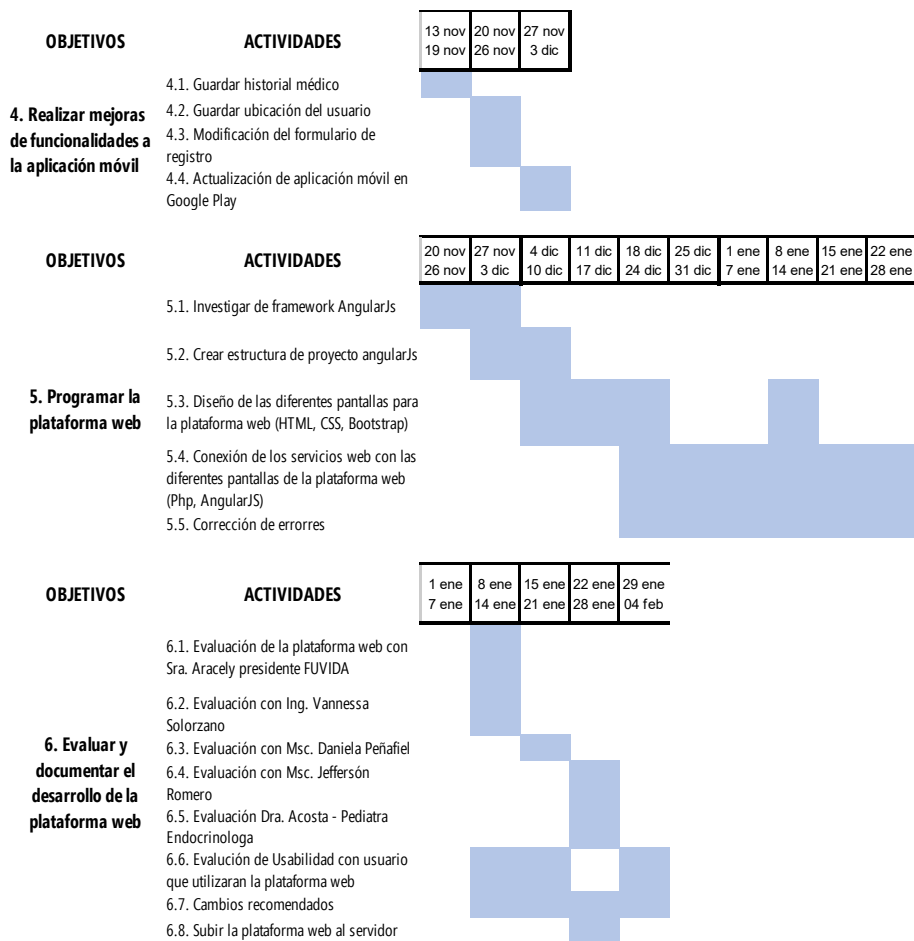 OBJETIVOS ACTIVIDADES 13 nov 20 nov 27 nov
19 nov 26 nov 3 dic
4. Realizar mejoras
de funcionalidades a
la aplicación móvil
4.1. Guardar historial médico
4.2. Guardar ubicación del usuario
4.3. Modificación del formulario de
registro
4.4. Actualización de aplicación móvil en
Google Play
OBJETIVOS ACTIVIDADES 20 nov 27 nov 4 dic 11 dic 18 dic 25 dic 1 ene 8 ene 15 ene 22 ene
26 nov 3 dic 10 dic 17 dic 24 dic 31 dic 7 ene 14 ene 21 ene 28 ene
5. Programar la
plataforma web
5.1. Investigar de framework AngularJs
5.2. Crear estructura de proyecto angularJs
5.3. Diseño de las diferentes pantallas para
la plataforma web (HTML, CSS, Bootstrap)
5.4. Conexión de los servicios web con las
diferentes pantallas de la plataforma web
(Php, AngularJS)
5.5. Corrección de errorres
OBJETIVOS ACTIVIDADES 1 ene 8 ene 15 ene 22 ene 29 ene
7 ene 14 ene 21 ene 28 ene 04 feb
6. Evaluar y
documentar el
desarrollo de la
plataforma web
6.1. Evaluación de la plataforma web con
Sra. Aracely presidente FUVIDA
6.2. Evaluación con Ing. Vannessa
Solorzano
6.3. Evaluación con Msc. Daniela Peñafiel
6.4. Evaluación con Msc. Jeffersón
Romero
6.5. Evaluación Dra. Acosta - Pediatra
Endocrinologa
6.6. Evalución de Usabilidad con usuario
que utilizaran la plataforma web
6.7. Cambios recomendados
6.8. Subir la plataforma web al servidor